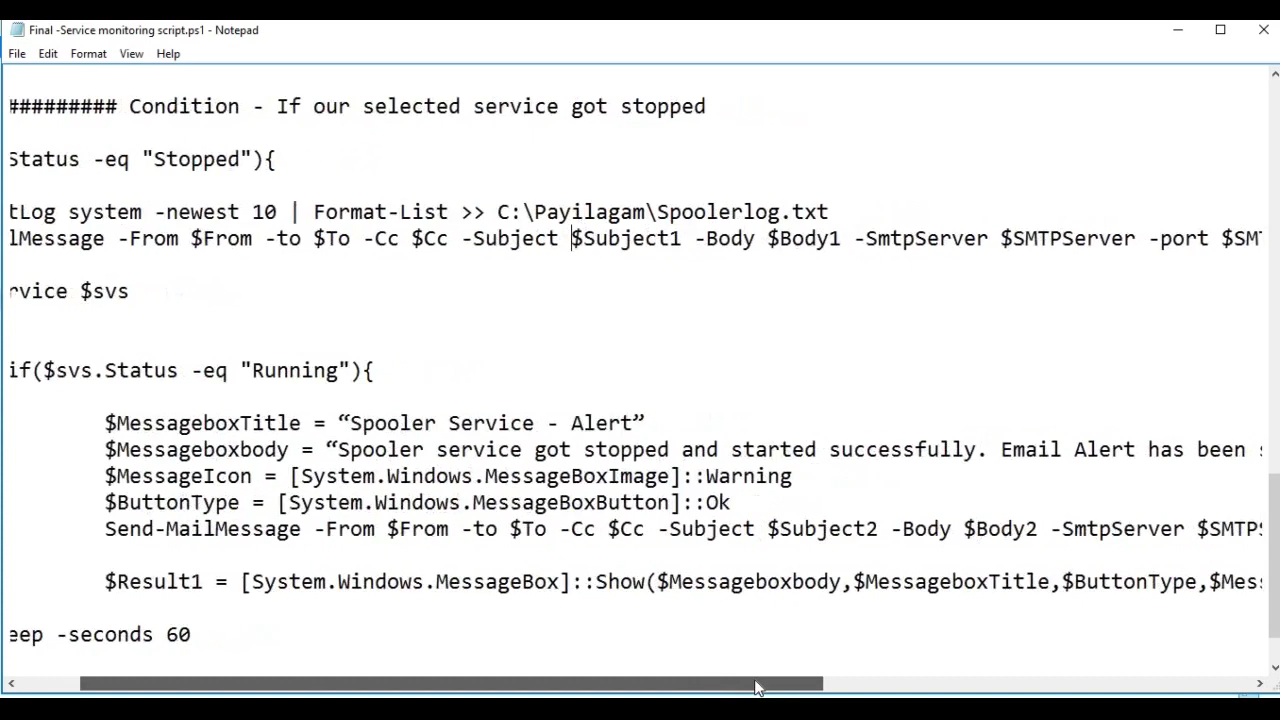 Final -Service monitoring script.ps1 - Notepad
File Edit Format View Help
######### Condition - If our selected service got stopped
Status -eq "Stopped"){
tLog system -newest 10 | Format-List >> C:\Payilagam\Spoolerlog.txt
lMessage -From $From -to $To -Cc $Cc -Subject $Subject1 -Body $Body1 -SmtpServer $SMTPServer -port $SMT
rvice $svs
if($svs.Status -eq "Running"){
$MessageboxTitle = “Spooler Service - Alert”
$Messageboxbody = “Spooler service got stopped and started successfully. Email Alert has been s
$MessageIcon = [System.Windows.MessageBoxImage]::Warning
$ButtonType = [System.Windows.MessageBoxButton]::Ok
Send-MailMessage -From $From -to $To -Cc $Cc -Subject $Subject2 -Body $Body2 -SmtpServer $SMTPS
$Result1 = [System.Windows.MessageBox]::Show($Messageboxbody,$MessageboxTitle,$ButtonType,$Mess
eep -seconds 60